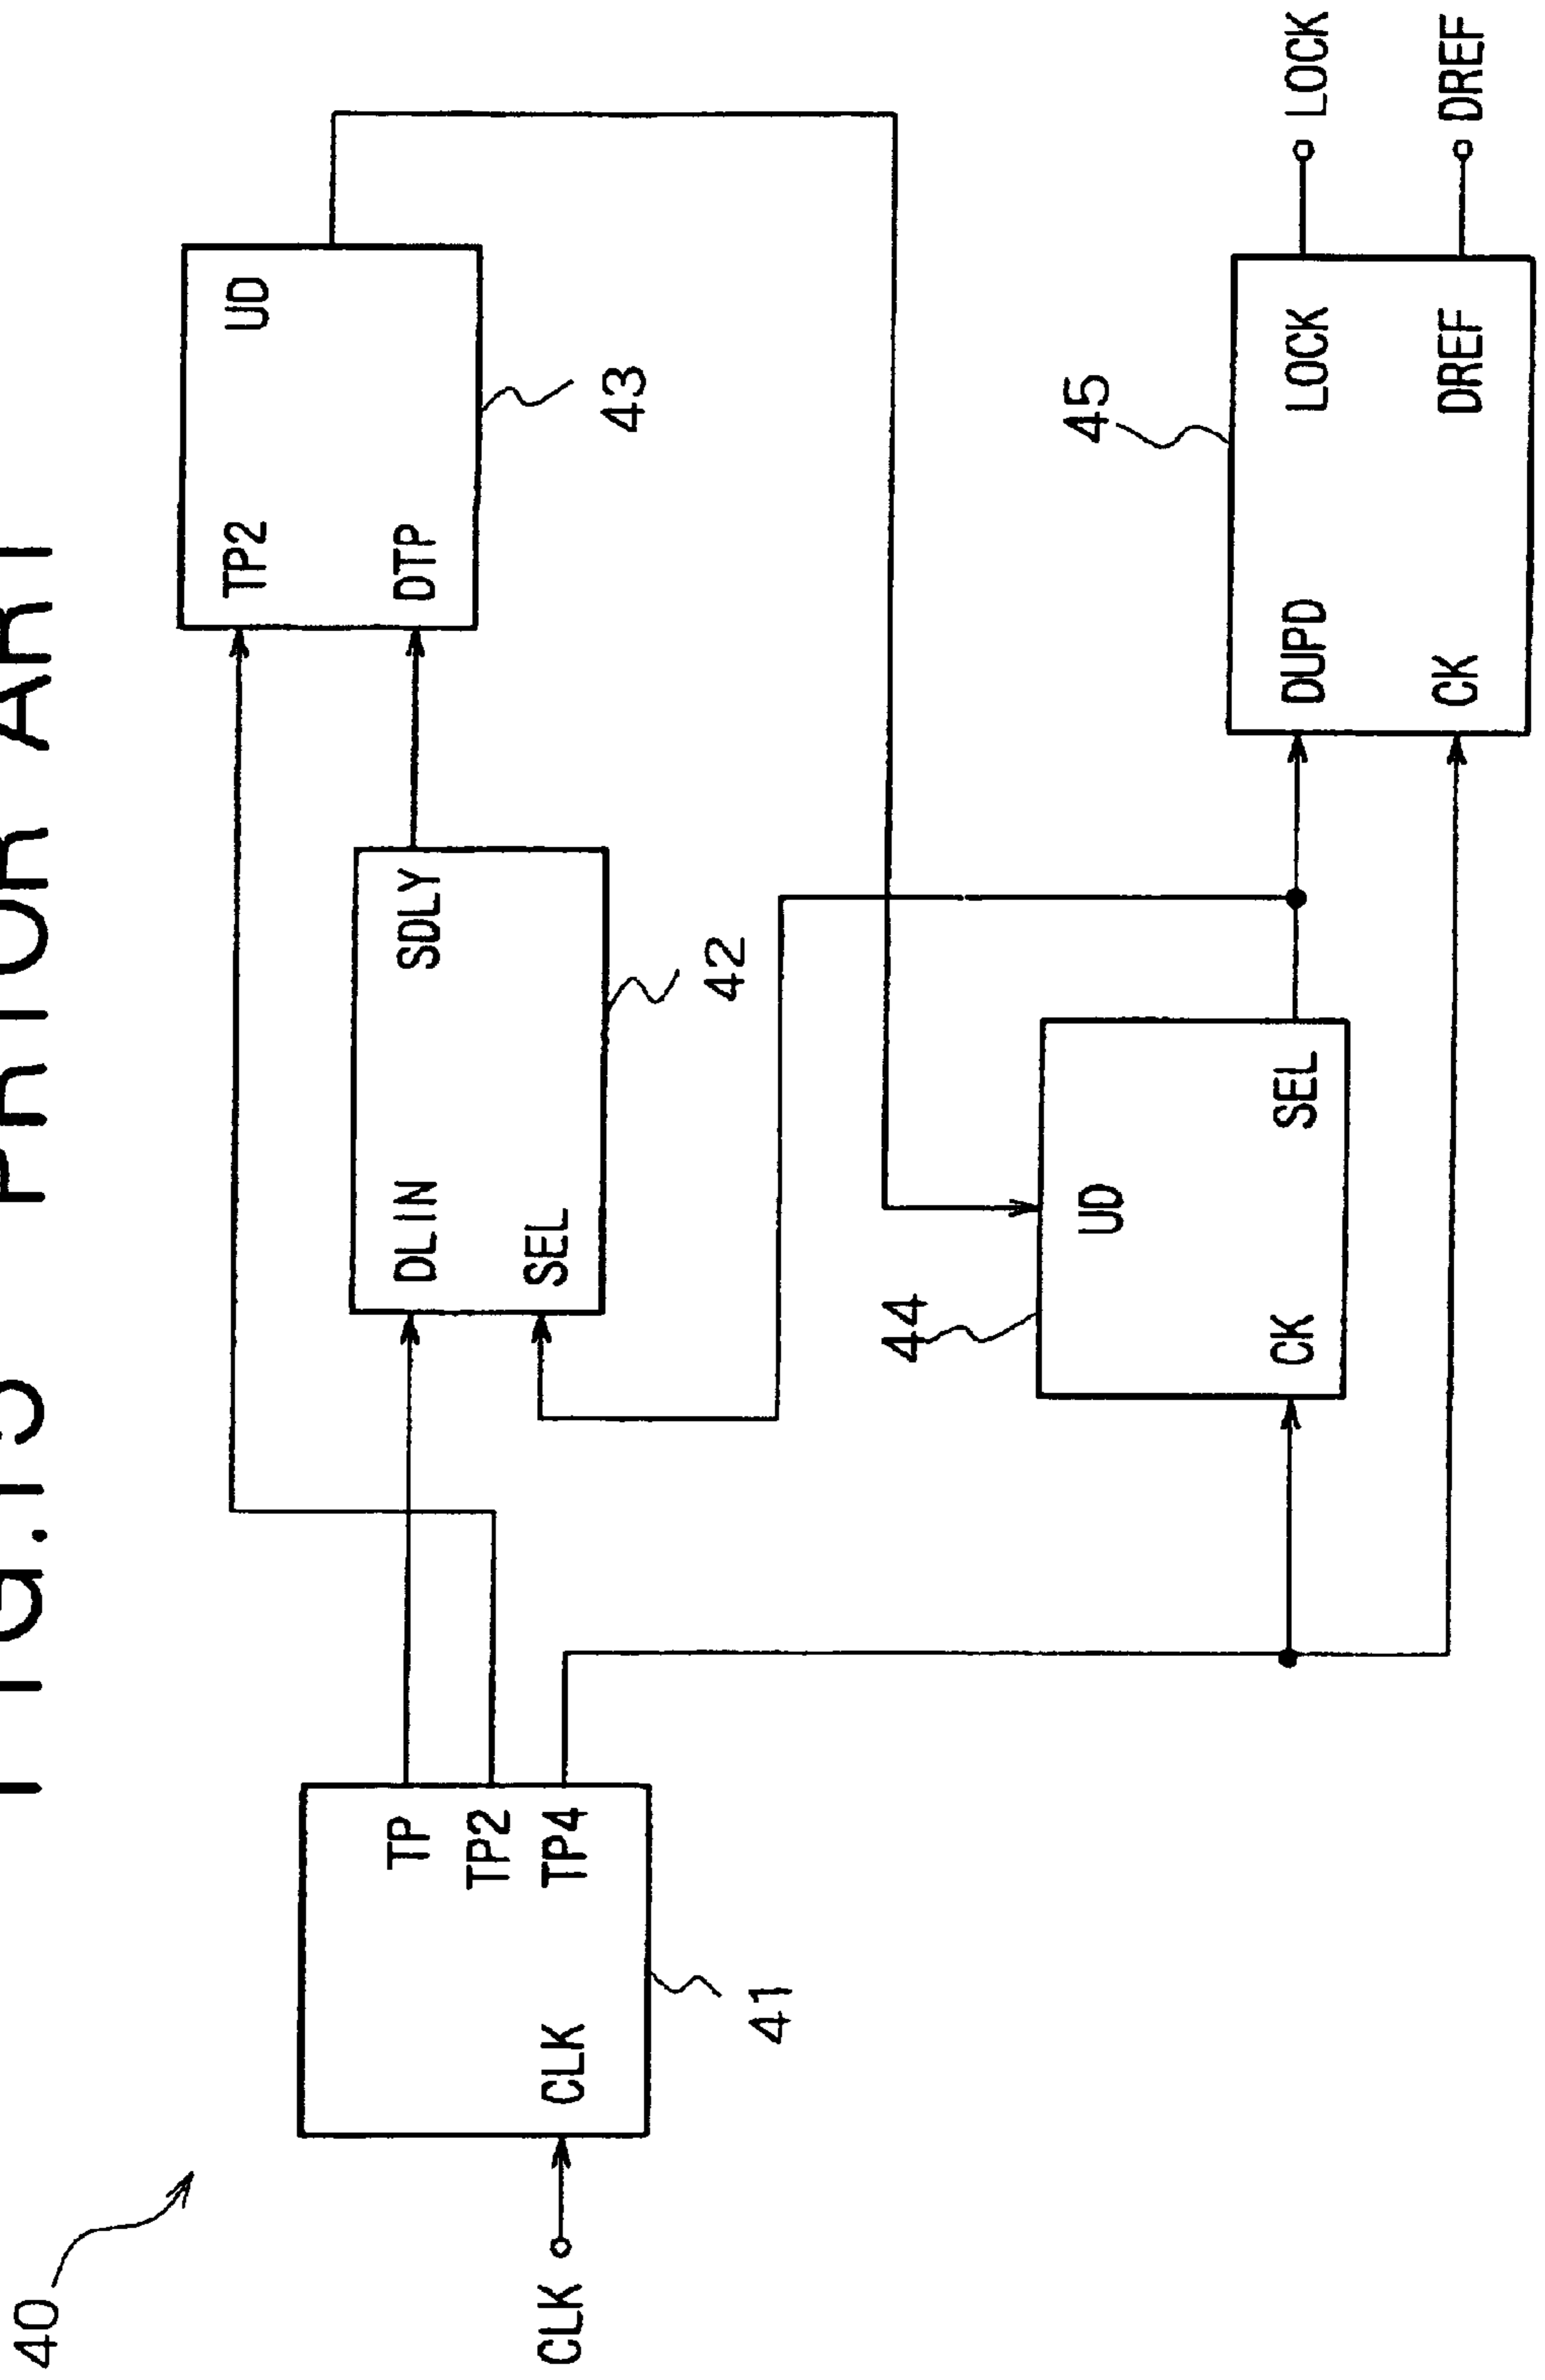 FIG.15 PRIOR ART
40
CLK
CLK
TP
TP2
TP4
41
DLIN
SEL
SDLY
42
TP2
DTP
UD
43
UD
CK
SEL
44
DUPD
CK
LOCK
DREF
45
LOCK
DREF